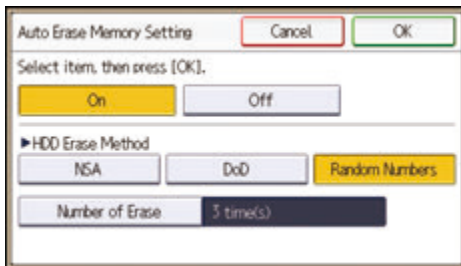 Auto Erase Memory Setting Cancel OK
Select item, then press [OK].
On Off
►HDD Erase Method
NSA DoD Random Numbers
Number of Erase 3 time(s)